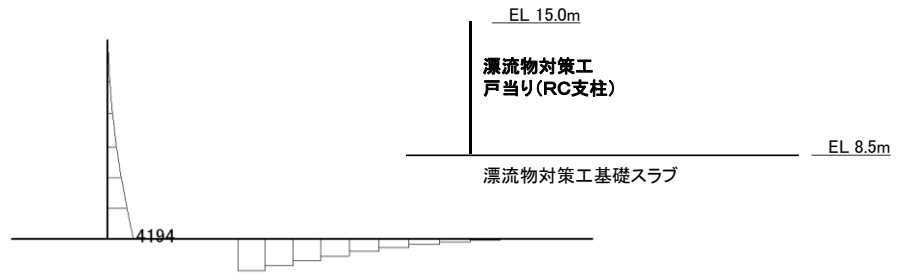 EL 15.0m
漂流物対策工
戸当り(RC支柱)
EL 8.5m
漂流物対策工基礎スラブ
4194